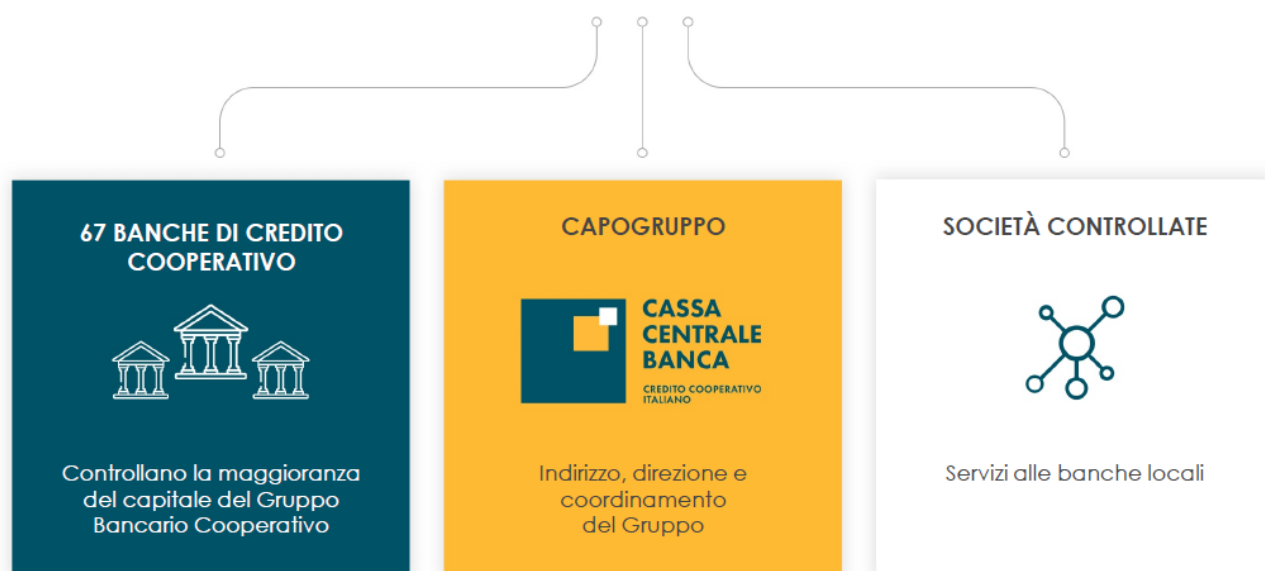 67 BANCHE DI CREDITO
COOPERATIVO
Controllano la maggioranza
del capitale del Gruppo
Bancario Cooperativo
CAPOGRUPPO
CASSA
CENTRALE
BANCA
CREDITO COOPERATIVO
ITALIANO
Indirizzo, direzione e
coordinamento
del Gruppo
SOCIETÀ CONTROLLATE
Servizi alle banche locali